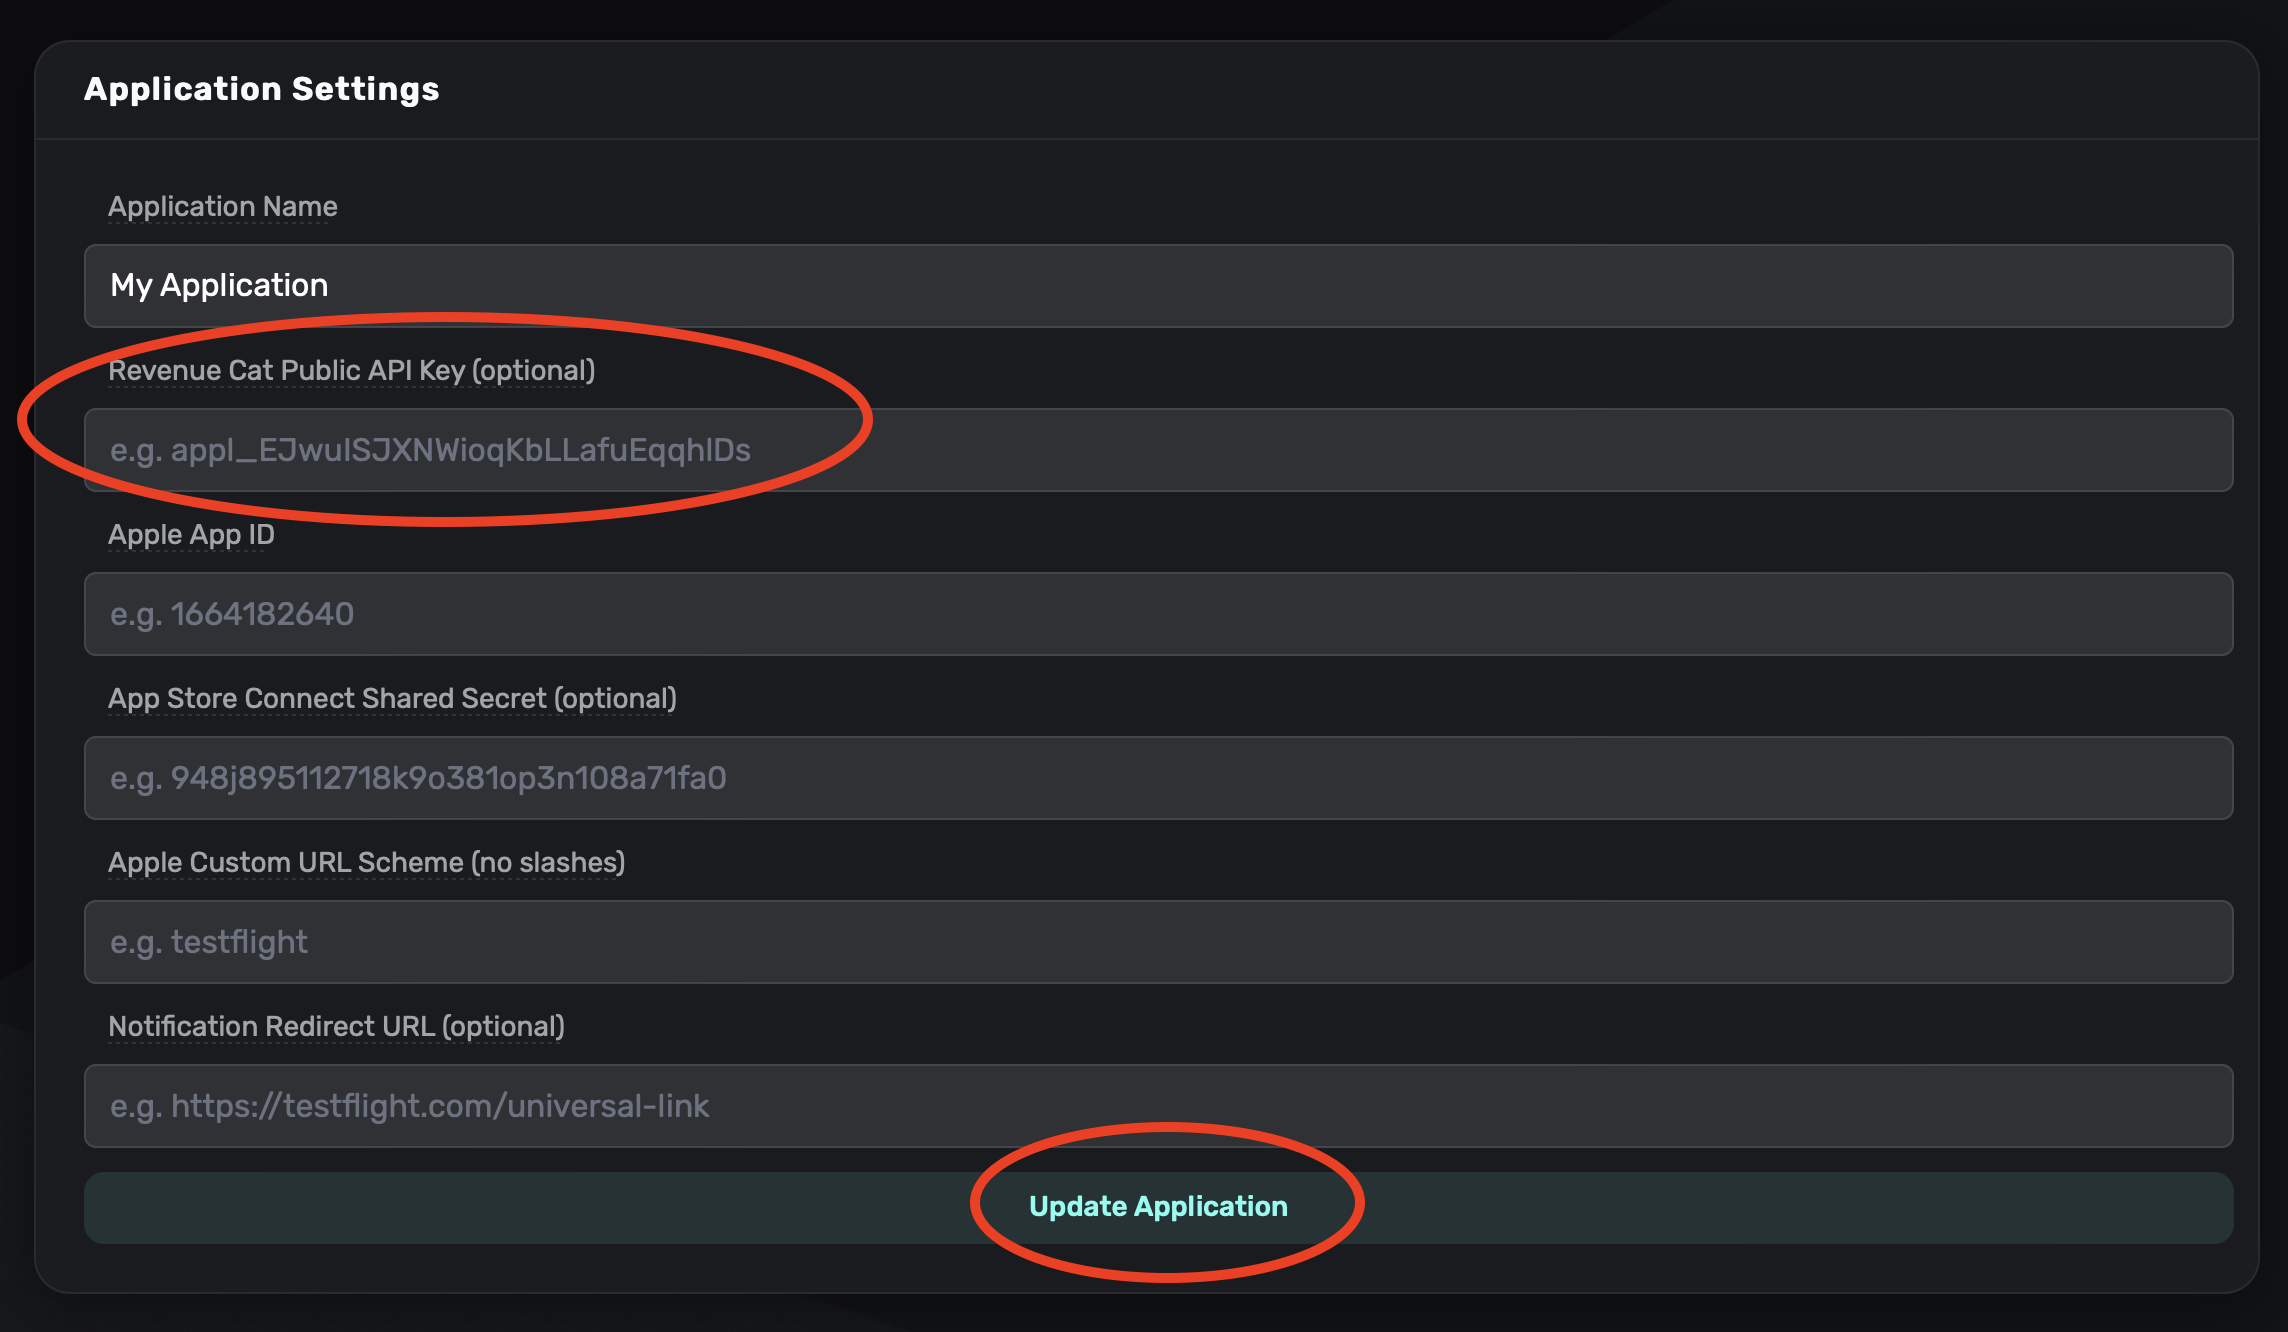 Application Settings
Application Name
My Application
Revenue Cat Public API Key (optional)
e.g. appl_EJwuISJXNWioqKbLLafuEqqhIDs
Apple App ID
e.g. 1664182640
App Store Connect Shared Secret (optional)
e.g. 948j895112718k9o381op3n108a71fa0
Apple Custom URL Scheme (no slashes)
e.g. testflight
Notification Redirect URL (optional)
e.g. https://testflight.com/universal-link
Update Application